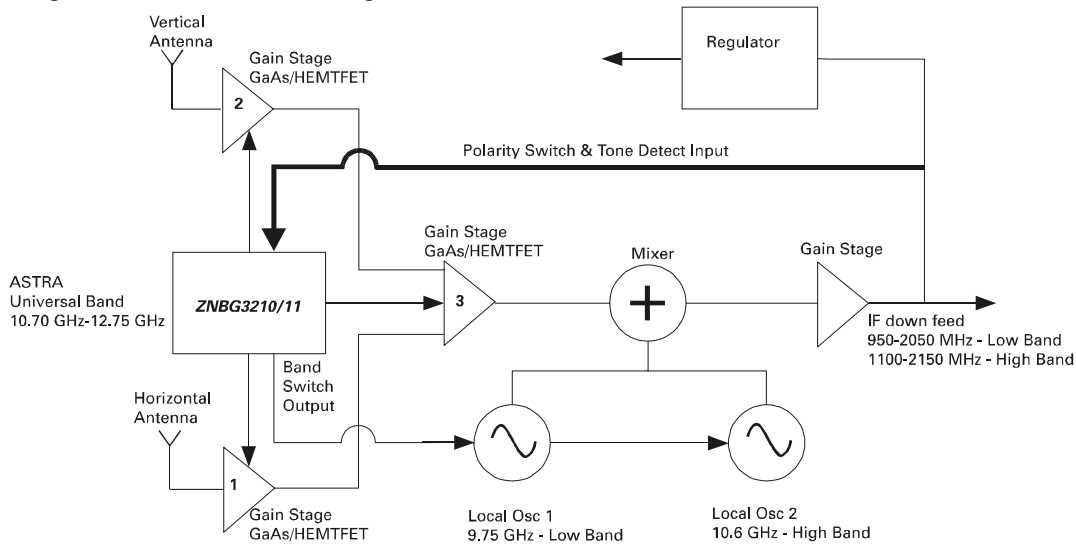 Vertical
Antenna
Gain Stage
GaAs/HEMTFET
2
Regulator
Polarity Switch & Tone Detect Input
Gain Stage
GaAs/HEMTFET
3
Mixer
Gain Stage
ASTRA
Universal Band
10.70 GHz-12.75 GHz
ZNBG3210/11
IF down feed
950-2050 MHz - Low Band
1100-2150 MHz - High Band
Band
Switch
Output
Horizontal
Antenna
1
Gain Stage
GaAs/HEMTFET
Local Osc 1
9.75 GHz - Low Band
Local Osc 2
10.6 GHz - High Band